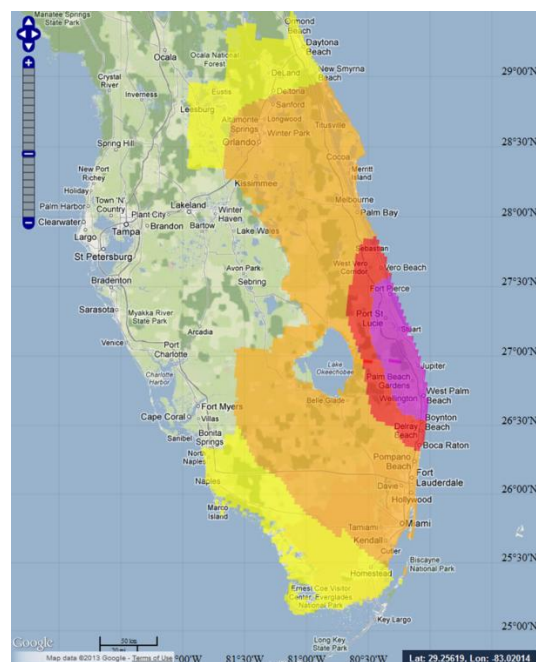 Manatee Springs
State Park
Ormond
Beach
Daytona
Beach
Ocala
Ocala National
Forest
New Smyrna
Beach
DeLand
29°00'N
Crystal
River
Deltona
Eustis
Inverness
Sanford
Leesburg
Altamonte
Springs
Longwood
Titusville
Winter Park
Spring Hill
Orlando
28°30'N
Cocoa
New Port
Richey
Merritt
Island
Kissimmee
Holiday
Melbourne
Town 'N'
Country
Plant City
Lakeland
Palm Harbor
Winter
Haven
Palm Bay
28°00'N
Clearwater
Brandon
Bartow
Tampa
Largo
Lake Wales
Sebastian
St Petersburg
West Vero
Corridor
Vero Beach
Avon Park
Bradenton
Sebring
Fort Pierce
27°30'N
Sarasota
Myakka River
State Park
Port St
Lucie
Arcadia
Stuart
Venice
Port
Charlotte
Lake
Okeechobee
Jupiter
27°00'N
Charlotte
Harbor
Palm Beach
Gardens
West Palm
Beach
Fort Myers
Belle Glade
Wellington
Cape Coral
Villas
Boynton
Beach
Delray
Beach
Sanibel
Bonita
Springs
26°30'N
Boca Raton
North
Naples
Pompano
Beach
Naples
Fort
Lauderdale
Davie
26°00'N
Marco
Island
Hollywood
Tamiami
Miami
Kendall
Cutler
25°30'N
Biscayne
National Park
Homestead
Ernest Coe Visitor
Center, Everglades
National Park
Key Largo
25°00'N
Long Key
State Park
Google
50 km
Map data ©2013 Google - Terms of Use
81°30'W
81°00'W
80°30'W
Lat: 29.25619, Lon: -83.02014